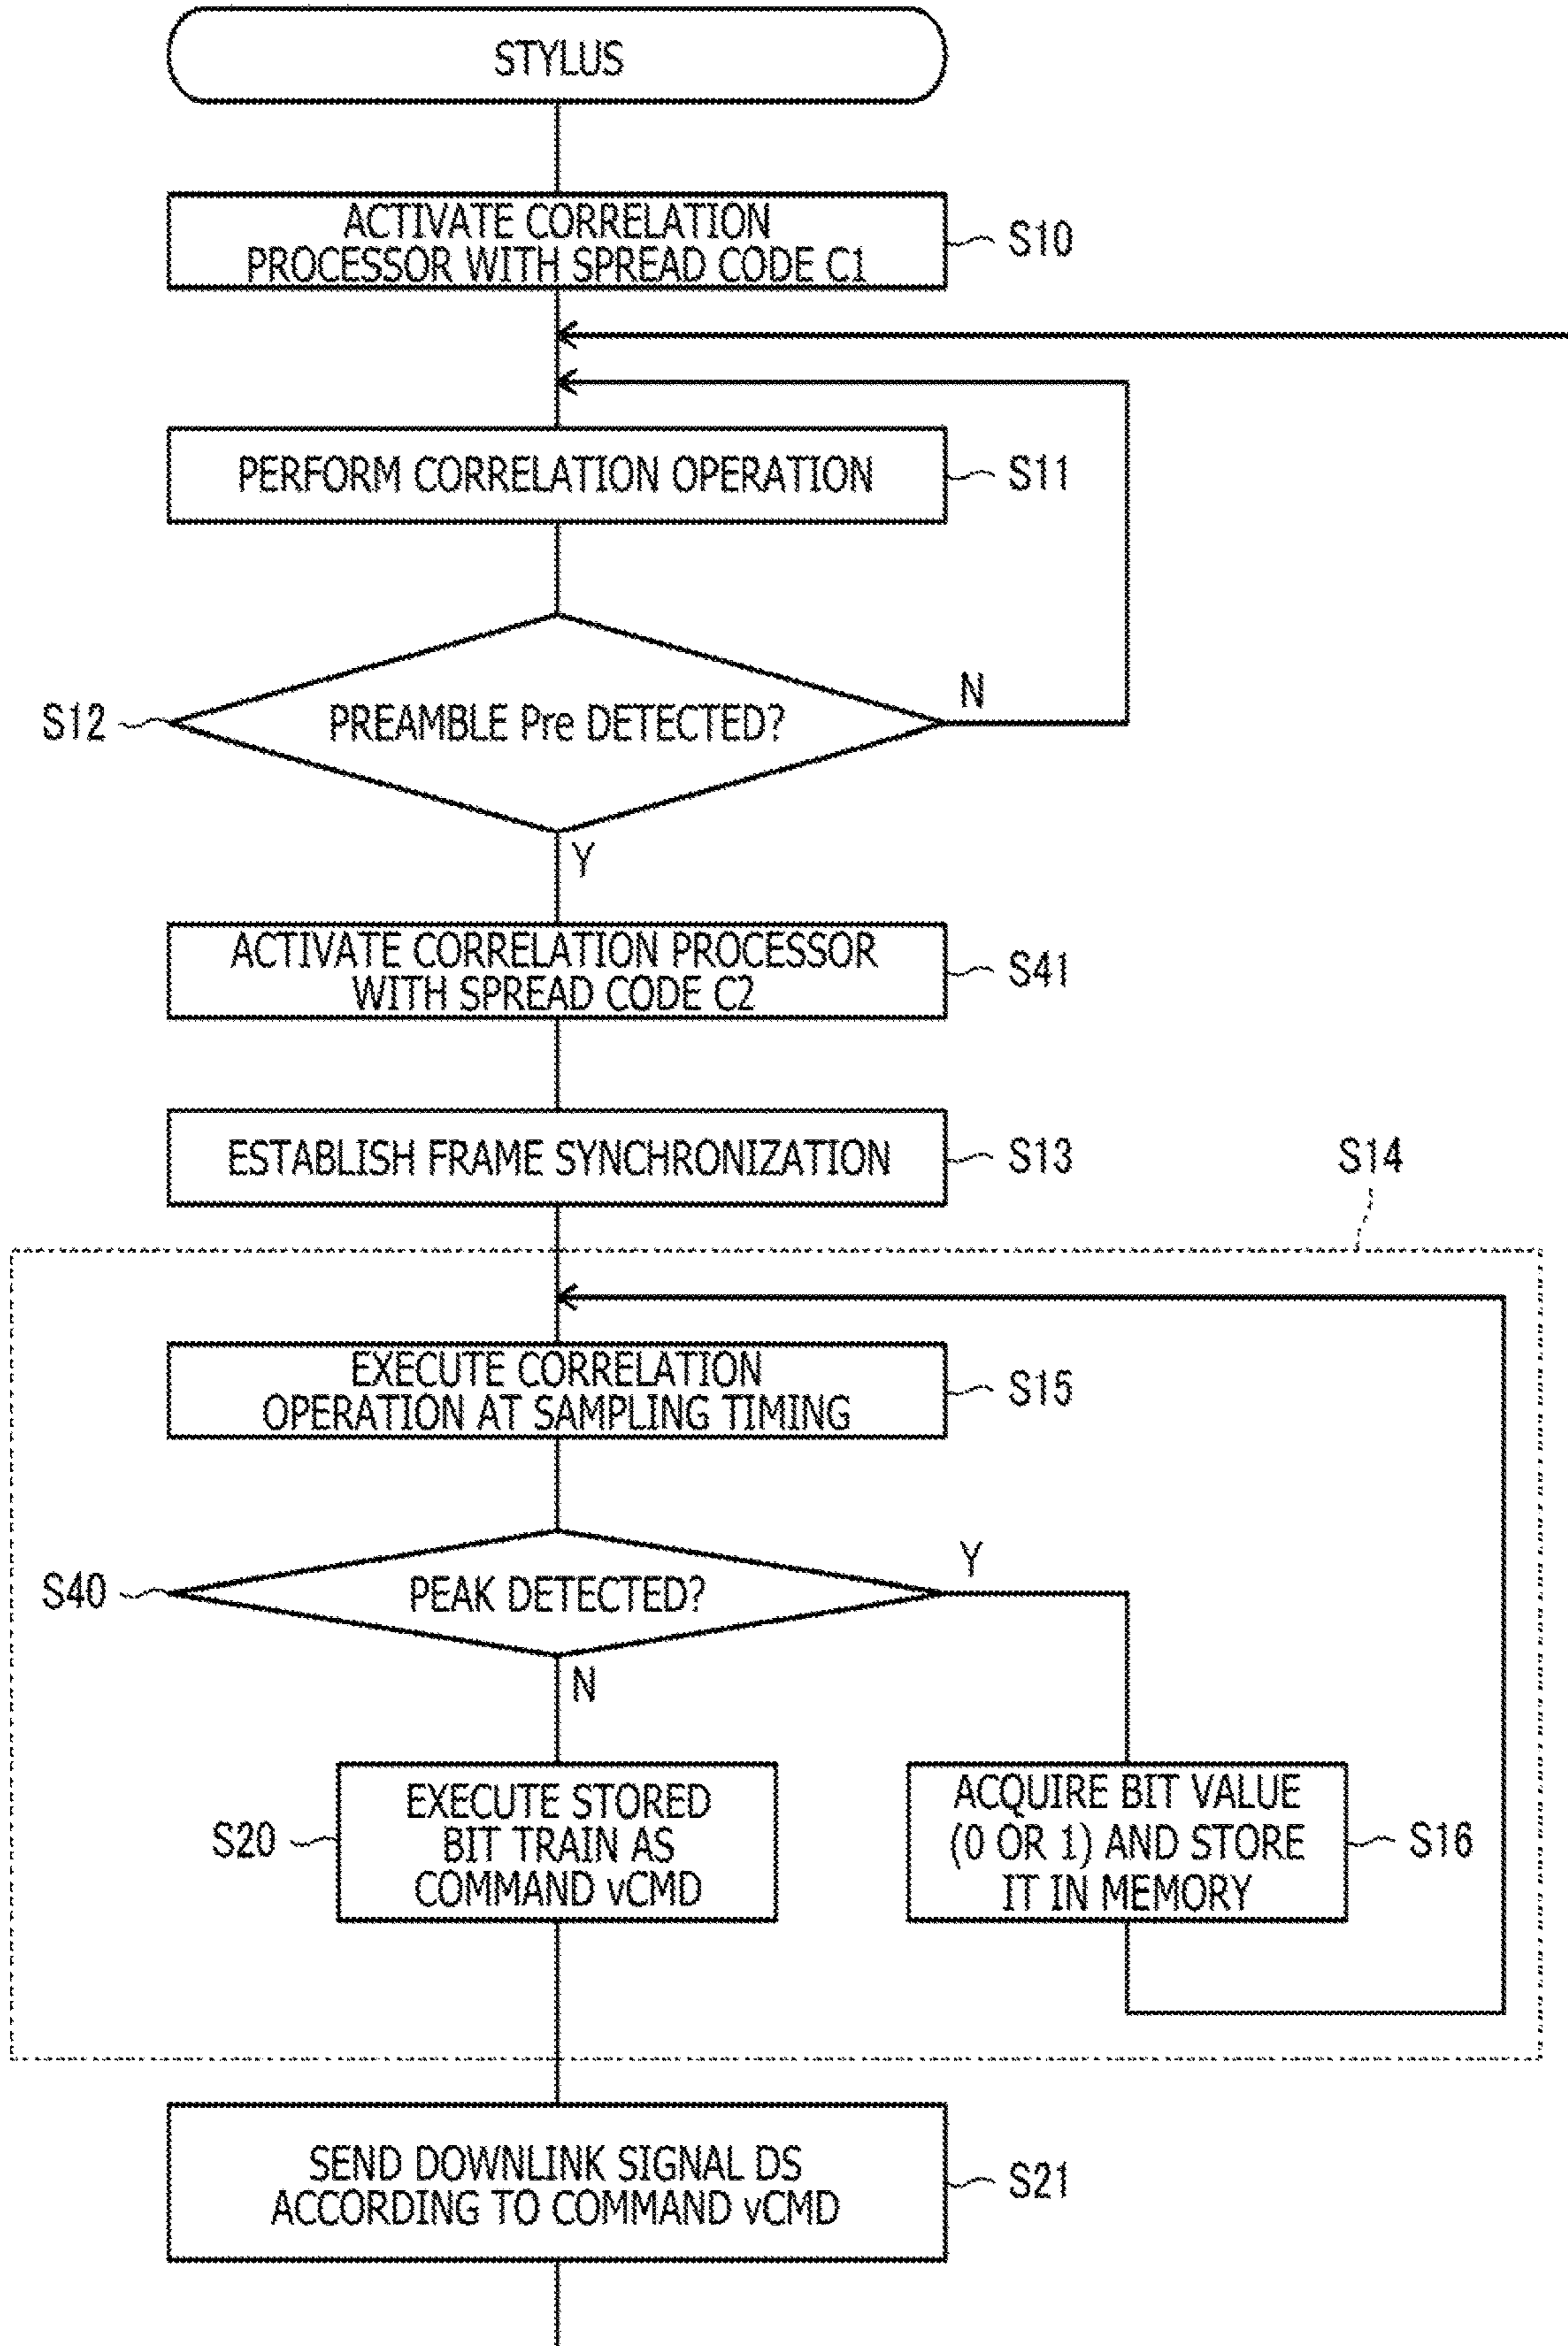 STYLUS
ACTIVATE CORRELATION
PROCESSOR WITH SPREAD CODE C1
S10
PERFORM CORRELATION OPERATION
S11
N
S12
PREAMBLE Pre DETECTED?
Y
ACTIVATE CORRELATION PROCESSOR
WITH SPREAD CODE C2
S41
ESTABLISH FRAME SYNCHRONIZATION
S13
S14
EXECUTE CORRELATION
OPERATION AT SAMPLING TIMING
S15
Y
S40
PEAK DETECTED?
N
S20
EXECUTE STORED
BIT TRAIN AS
COMMAND vCMD
ACQUIRE BIT VALUE
(0 OR 1) AND STORE
IT IN MEMORY
S16
SEND DOWNLINK SIGNAL DS
ACCORDING TO COMMAND vCMD
S21